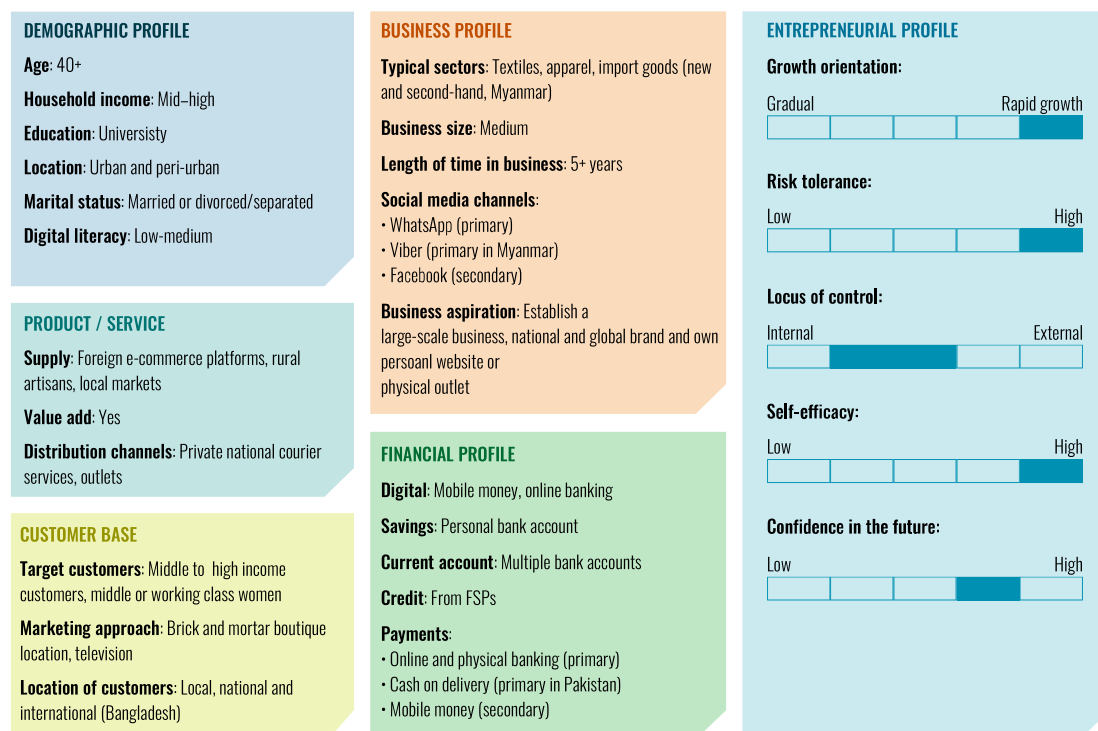 DEMOGRAPHIC PROFILE
Age: 40+
Household income: Mid–high
Education: Universisty
Location: Urban and peri-urban
Marital status: Married or divorced/separated
Digital literacy: Low-medium
PRODUCT / SERVICE
Supply: Foreign e-commerce platforms, rural
artisans, local markets
Value add: Yes
Distribution channels: Private national courier
services, outlets
CUSTOMER BASE
Target customers: Middle to  high income
customers, middle or working class women
Marketing approach: Brick and mortar boutique
location, television
Location of customers: Local, national and
international (Bangladesh)
BUSINESS PROFILE
Typical sectors: Textiles, apparel, import goods (new
and second-hand, Myanmar)
Business size: Medium
Length of time in business: 5+ years
Social media channels:
• WhatsApp (primary)
• Viber (primary in Myanmar)
• Facebook (secondary)
Business aspiration: Establish a
large-scale business, national and global brand and own
persoanl website or
physical outlet
FINANCIAL PROFILE
Digital: Mobile money, online banking
Savings: Personal bank account
Current account: Multiple bank accounts
Credit: From FSPs
Payments:
• Online and physical banking (primary)
• Cash on delivery (primary in Pakistan)
• Mobile money (secondary)
ENTREPRENEURIAL PROFILE
Growth orientation:
Gradual Rapid growth
Risk tolerance:
Low High
Locus of control:
Internal External
Self-efficacy:
Low High
Confidence in the future:
Low High